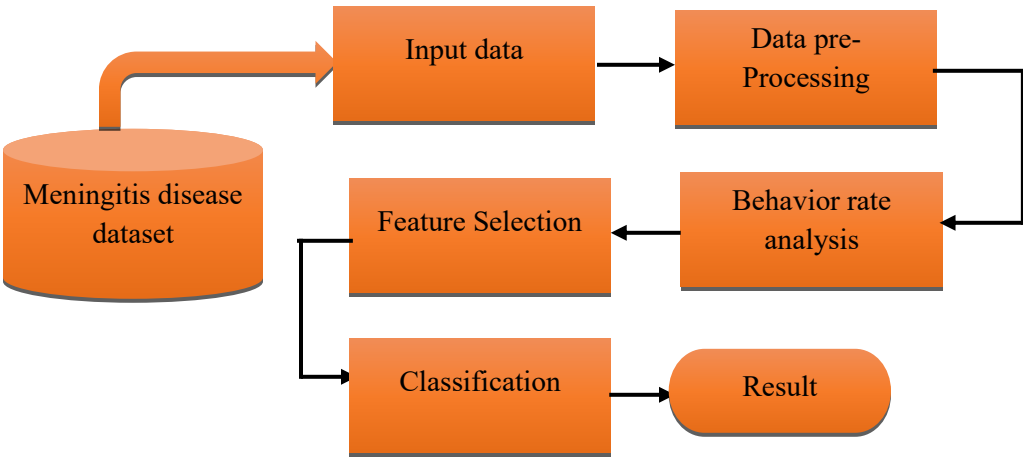 Input data
Data pre-
Processing
Meningitis disease
dataset
Feature Selection
Behavior rate
analysis
Classification
Result